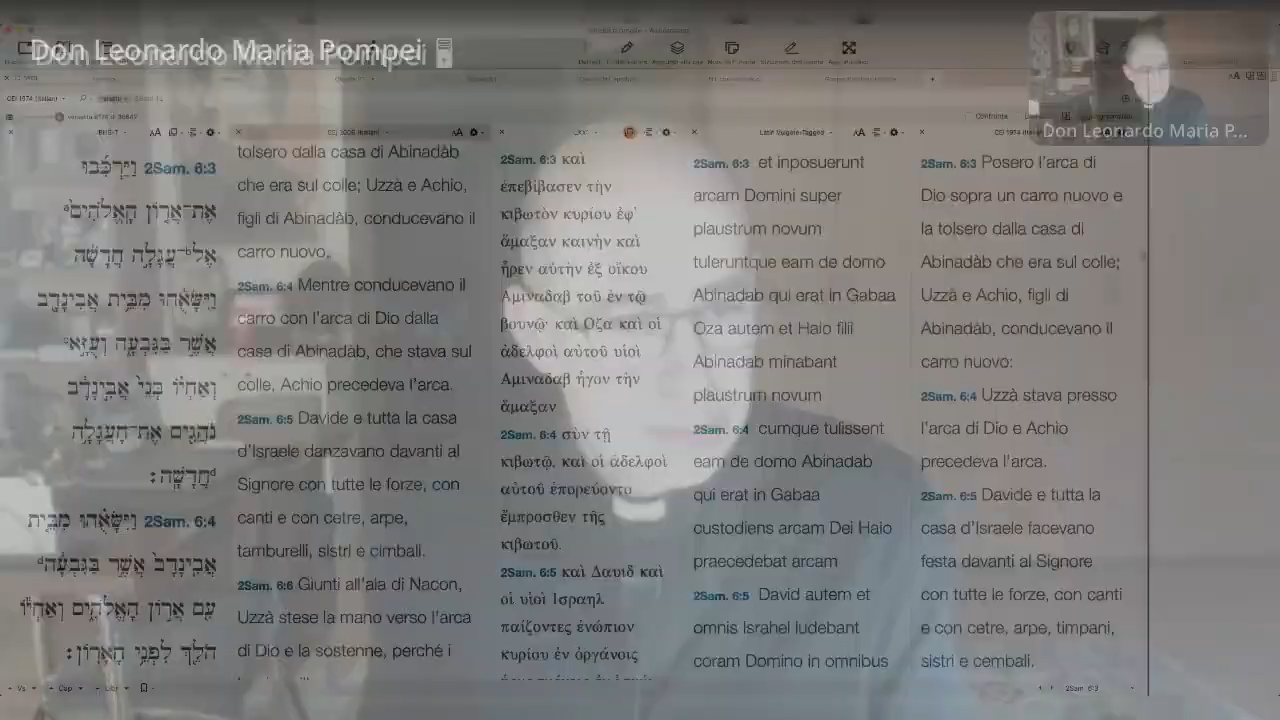 Don Leonardo Maria Pompei
Don Leonardo Maria P...
CEI 1974 (Italian)
BHS-T
2Sam. 6:3 וַיַּרְכִּ֜בוּ
אֶת־אֲר֤וֹן הָֽאֱלֹהִים֙
אֶל־עֲגָלָ֣ה חֲדָשָׁ֔ה
וַיִּשָּׂאֻ֔הוּ מִבֵּ֥ית אֲבִינָדָ֖ב
אֲשֶׁ֣ר בַּגִּבְעָ֑ה וְעֻזָּ֣א
וְאַחְי֗וֹ בְּנֵי֙ אֲבִ֣ינָדָ֔ב
נֹהֲגִ֖ים אֶת־הָעֲגָלָ֥ה
חֲדָשָֽׁה׃
2Sam. 6:4 וַיִּשָּׂאֻ֗הוּ מִבֵּ֤ית
אֲבִֽינָדָב֙ אֲשֶׁ֣ר בַּגִּבְעָ֔ה
עִ֖ם אֲר֣וֹן הָאֱלֹהִ֑ים וְאַחְי֕וֹ
הֹלֵ֖ךְ לִפְנֵ֥י הָאָרֽוֹן׃
tolsero dalla casa di Abinadàb
che era sul colle; Uzzà e Achio,
figli di Abinadàb, conducevano il
carro nuovo.
2Sam. 6:4 Mentre conducevano il
carro con l'arca di Dio dalla
casa di Abinadàb, che stava sul
colle, Achio precedeva l'arca.
2Sam. 6:5 Davide e tutta la casa
d'Israele danzavano davanti al
Signore con tutte le forze, con
canti e con cetre, arpe,
tamburelli, sistri e cimbali.
2Sam. 6:6 Giunti all'aia di Nacon,
Uzzà stese la mano verso l'arca
di Dio e la sostenne, perché i
2Sam. 6:3 καὶ
ἐπεβίβασεν τὴν
κιβωτὸν κυρίου ἐφ'
ἅμαξαν καινὴν καὶ
ἦρεν αὐτὴν ἐξ οἴκου
Αμιναδαβ τοῦ ἐν τῷ
βουνῷ· καὶ Οζα καὶ οἱ
ἀδελφοὶ αὐτοῦ υἱοὶ
Αμιναδαβ ἦγον τὴν
ἅμαξαν
2Sam. 6:4 σὺν τῇ
κιβωτῷ, καὶ οἱ ἀδελφοὶ
αὐτοῦ ἐπορεύοντο
ἔμπροσθεν τῆς
κιβωτοῦ.
2Sam. 6:5 καὶ Δαυιδ καὶ
οἱ υἱοὶ Ισραηλ
παίζοντες ἐνώπιον
κυρίου ἐν ὀργάνοις
Latin Vulgate-Tagged
2Sam. 6:3 et inposuerunt
arcam Domini super
plaustrum novum
tuleruntque eam de domo
Abinadab qui erat in Gabaa
Oza autem et Haio filii
Abinadab minabant
plaustrum novum
2Sam. 6:4 cumque tulissent
eam de domo Abinadab
qui erat in Gabaa
custodiens arcam Dei Haio
praecedebat arcam
2Sam. 6:5 David autem et
omnis Israhel ludebant
coram Domino in omnibus
2Sam. 6:3 Posero l'arca di
Dio sopra un carro nuovo e
la tolsero dalla casa di
Abinadàb che era sul colle;
Uzzà e Achio, figli di
Abinadàb, conducevano il
carro nuovo:
2Sam. 6:4 Uzzà stava presso
l'arca di Dio e Achio
precedeva l'arca.
2Sam. 6:5 Davide e tutta la
casa d'Israele facevano
festa davanti al Signore
con tutte le forze, con canti
e con cetre, arpe, timpani,
sistri e cembali.
2Sam 6:3